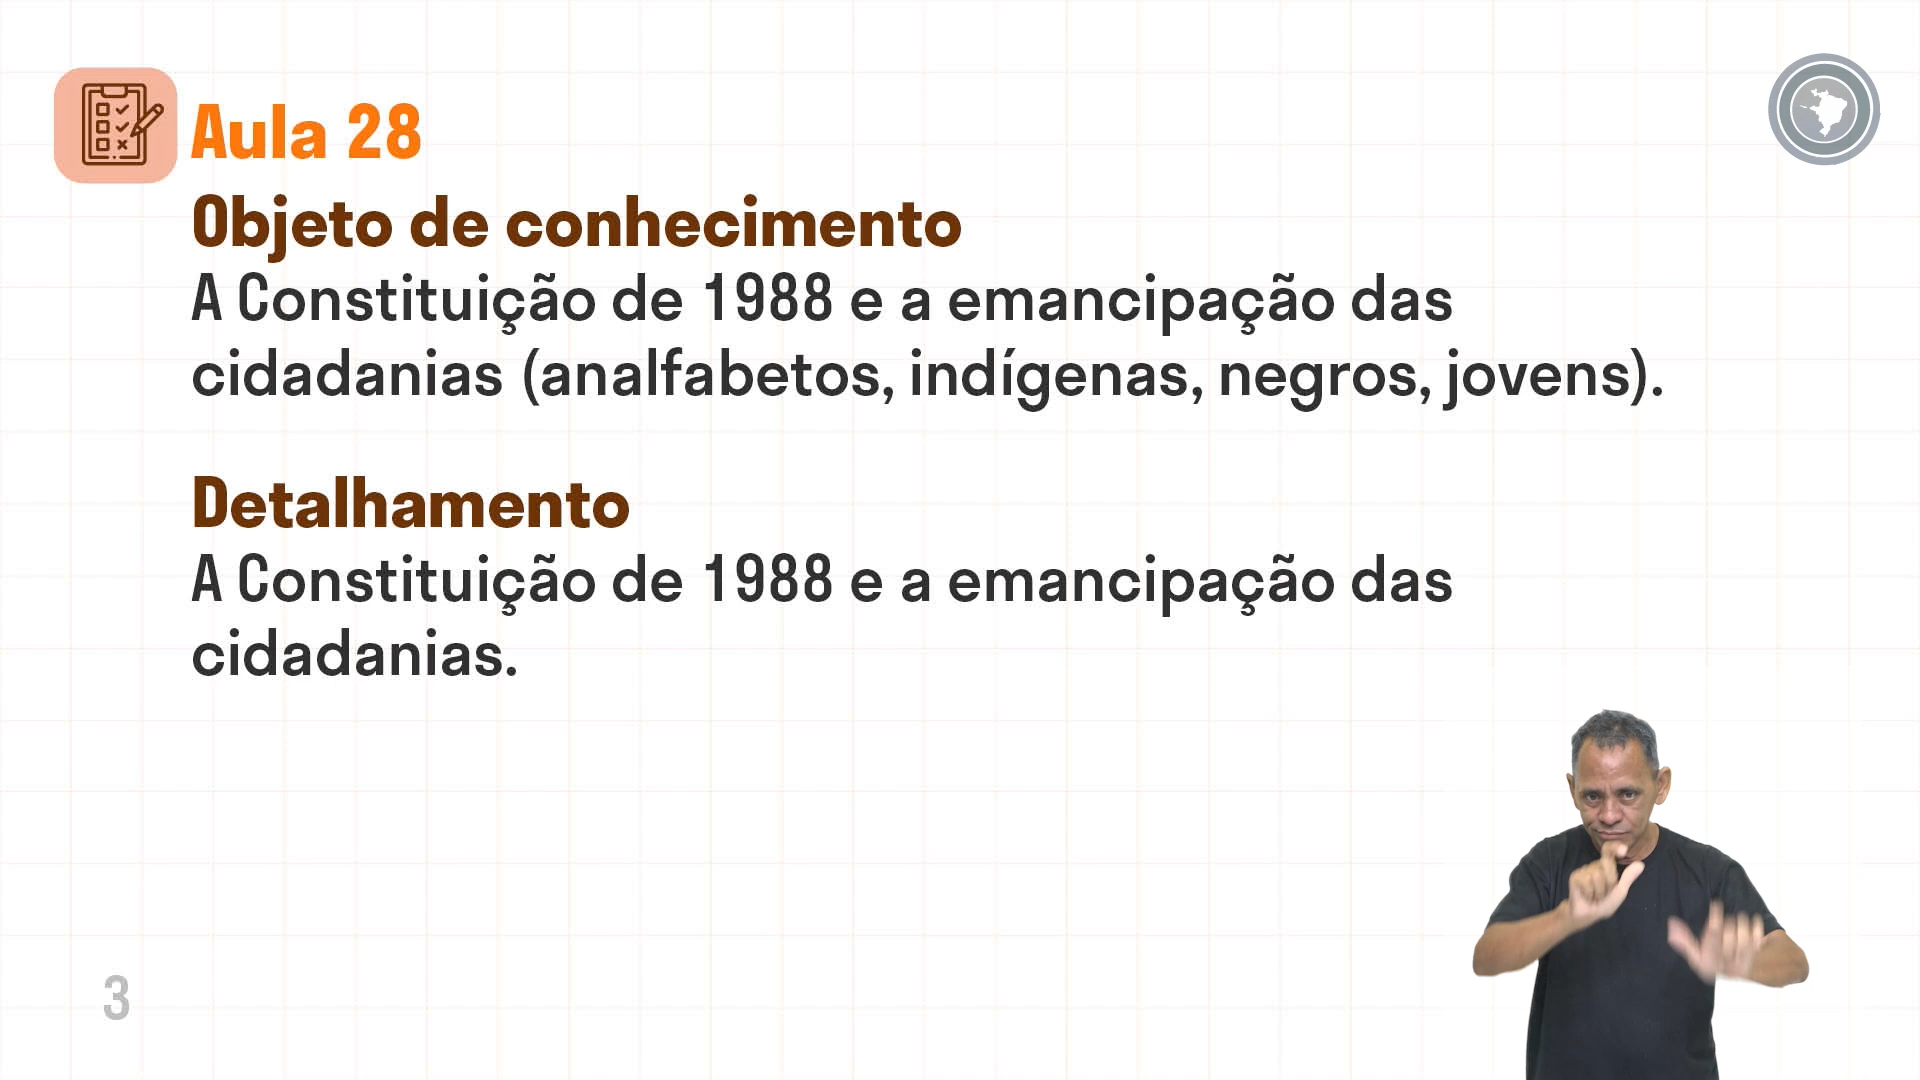 Aula 28
Objeto de conhecimento
A Constituição de 1988 e a emancipação das
cidadanias (analfabetos, indígenas, negros, jovens).
Detalhamento
A Constituição de 1988 e a emancipação das
cidadanias.
3